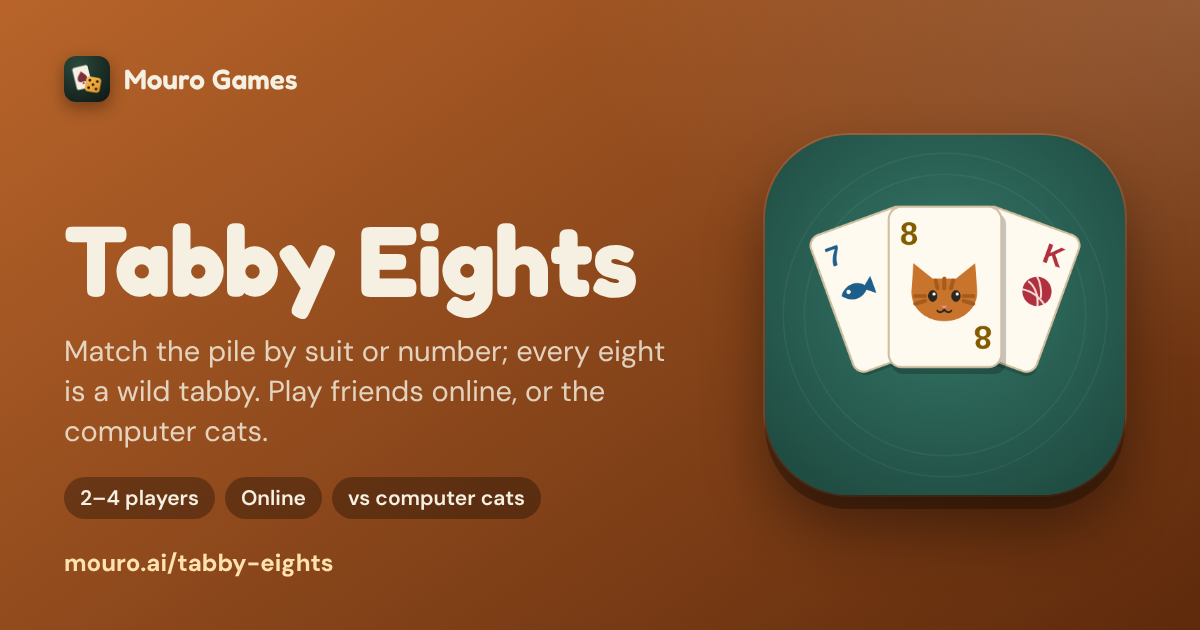 Mouro Games
Tabby Eights
Match the pile by suit or number; every eight
is a wild tabby. Play friends online, or the
computer cats.
2–4 players
Online
vs computer cats
mouro.ai/tabby-eights
7
8
8
K